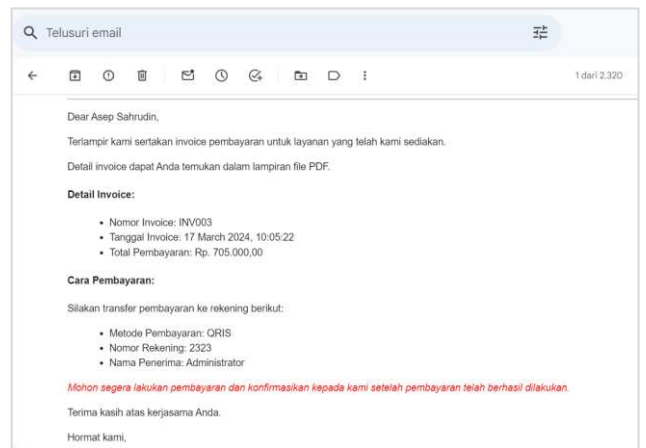 Telusuri email
1 dari 2.320
Dear Asep Sahrudin,
Terlampir kami sertakan invoice pembayaran untuk layanan yang telah kami sediakan.
Detail invoice dapat Anda temukan dalam lampiran file PDF.
Detail Invoice:
• Nomor Invoice: INV003
• Tanggal Invoice: 17 March 2024, 10:05:22
• Total Pembayaran: Rp. 705.000,00
Cara Pembayaran:
Silakan transfer pembayaran ke rekening berikut:
• Metode Pembayaran: QRIS
• Nomor Rekening: 2323
• Nama Penerima: Administrator
Mohon segera lakukan pembayaran dan konfirmasikan kepada kami setelah pembayaran telah berhasil dilakukan.
Terima kasih atas kerjasama Anda.
Hormat kami,